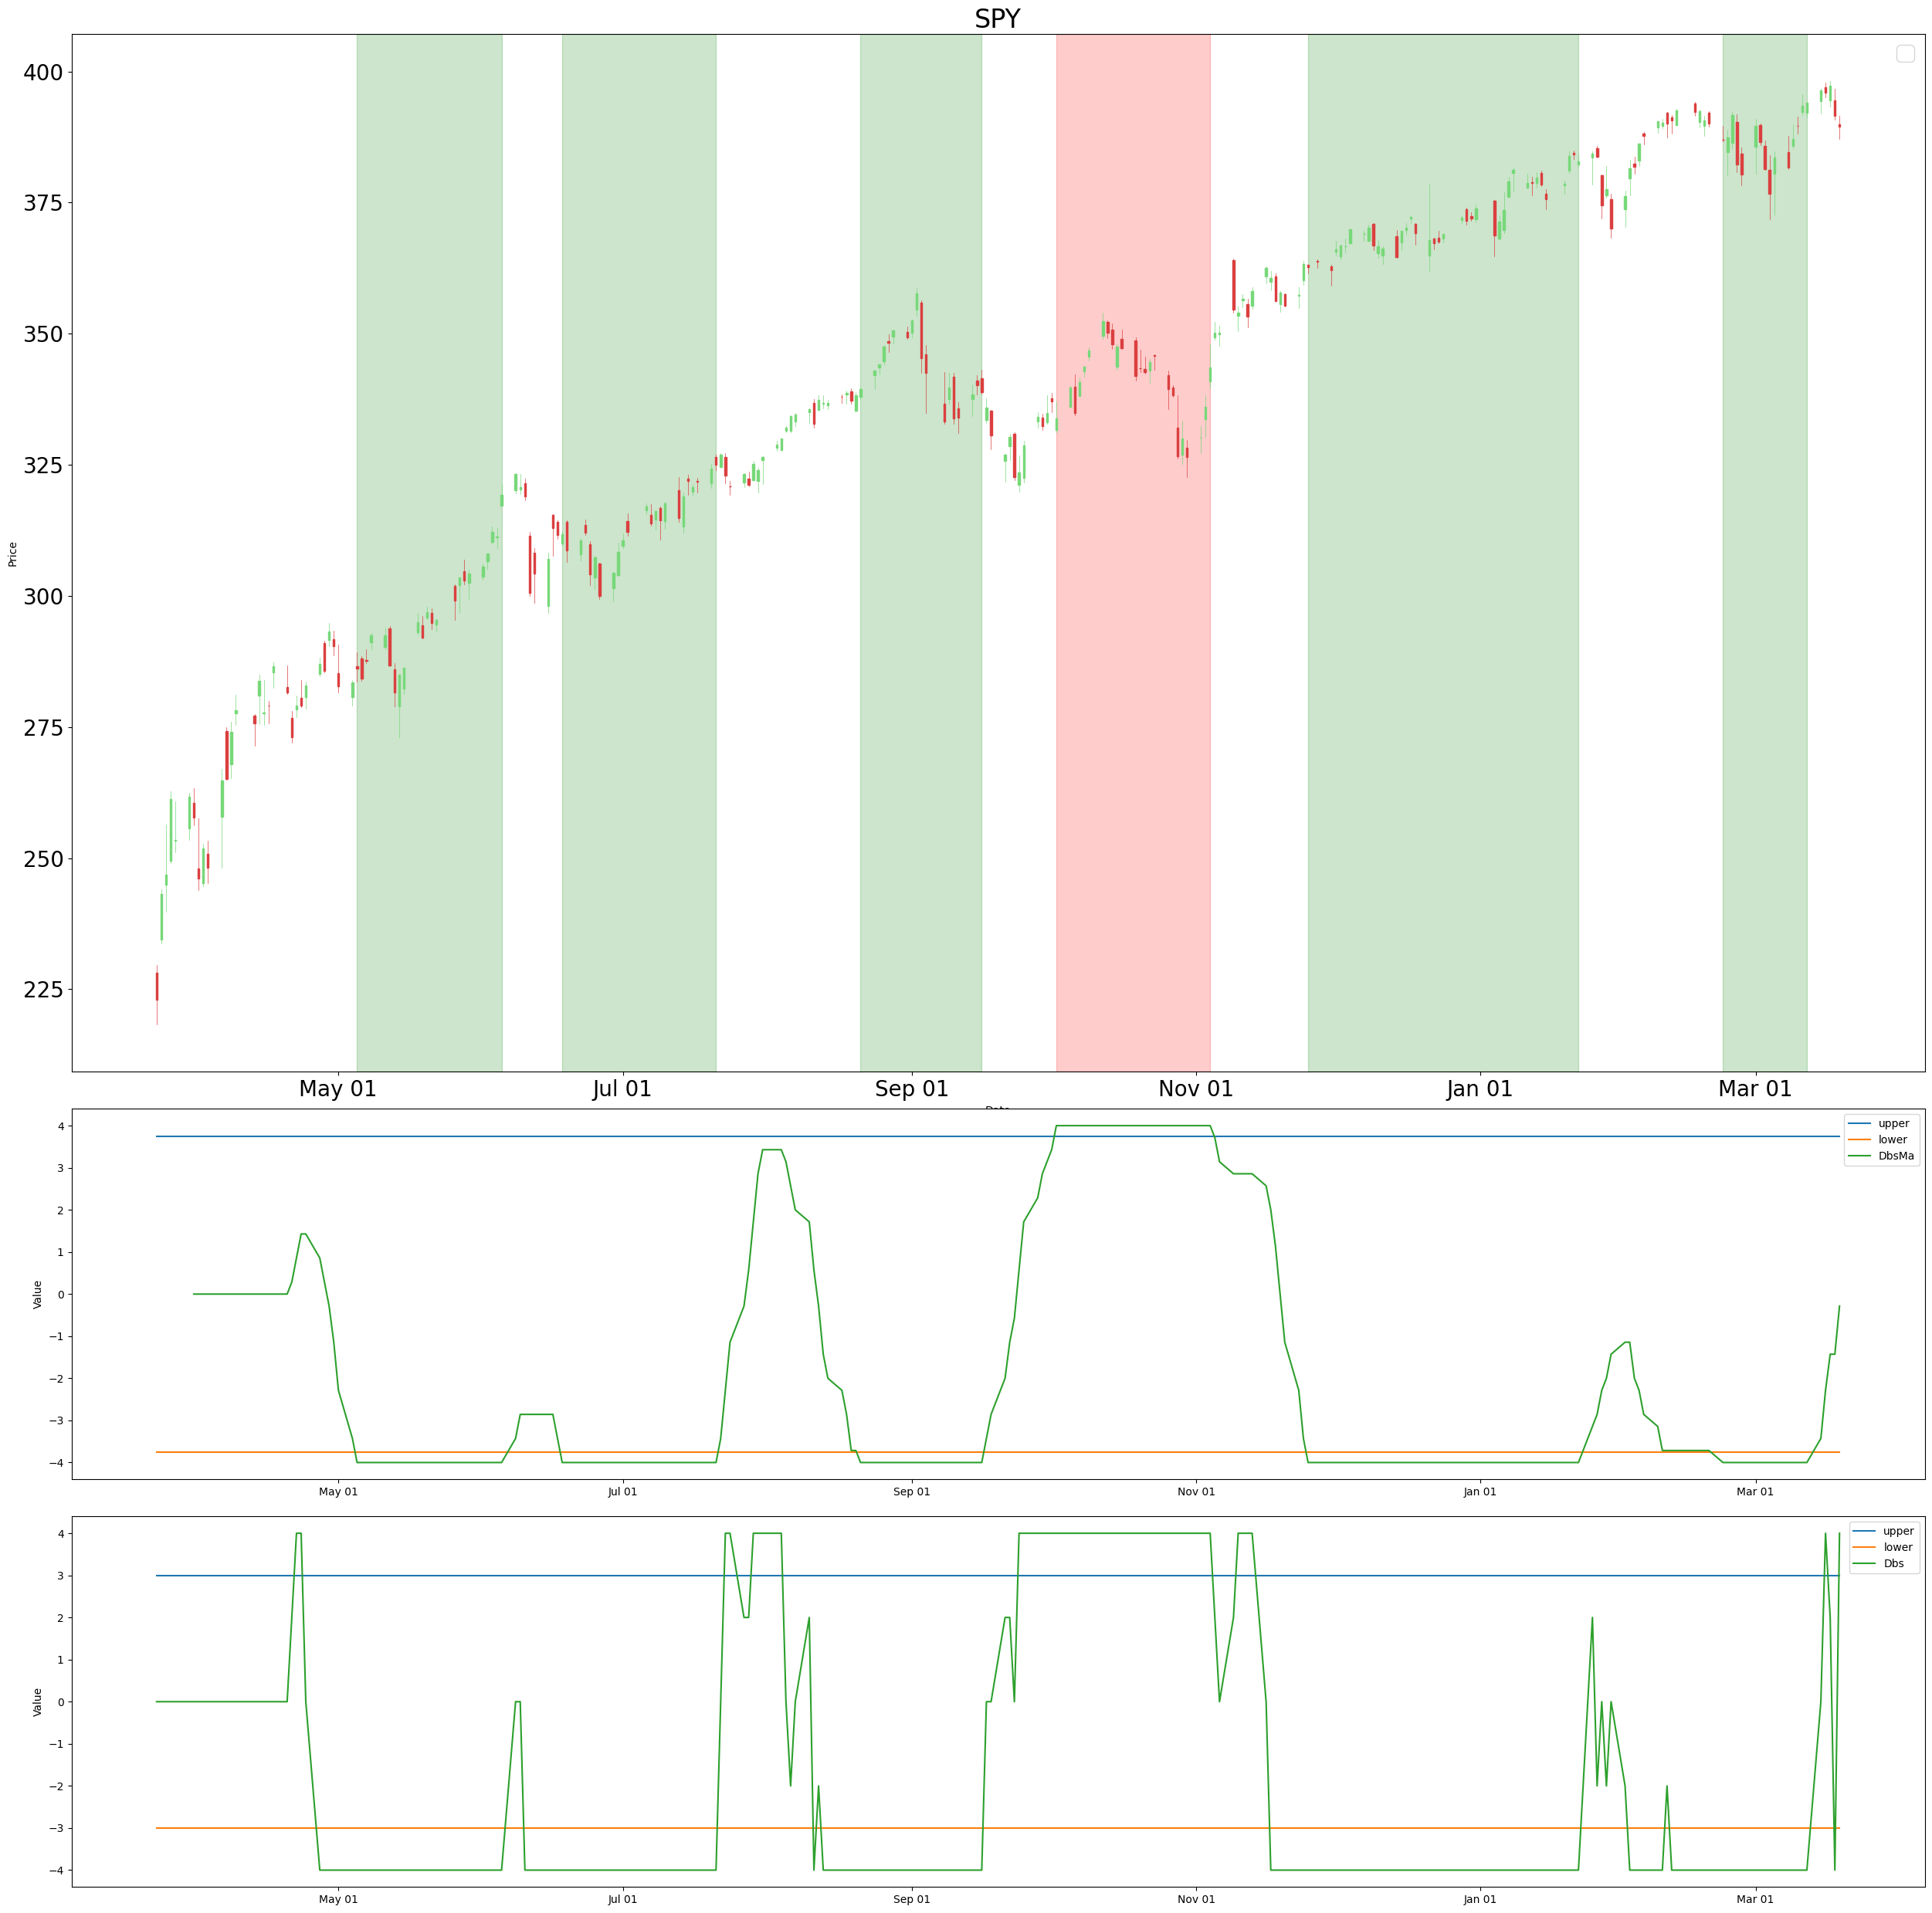 SPY
400
375
350
325
300
275
250
225
Price
May 01 Jul 01 Sep 01 Nov 01 Jan 01 Mar 01
Date
4
3
2
1
0
−1
−2
−3
−4
Value
upper
lower
DbsMa
May 01 Jul 01 Sep 01 Nov 01 Jan 01 Mar 01
4
3
2
1
0
−1
−2
−3
−4
Value
upper
lower
Dbs
May 01 Jul 01 Sep 01 Nov 01 Jan 01 Mar 01